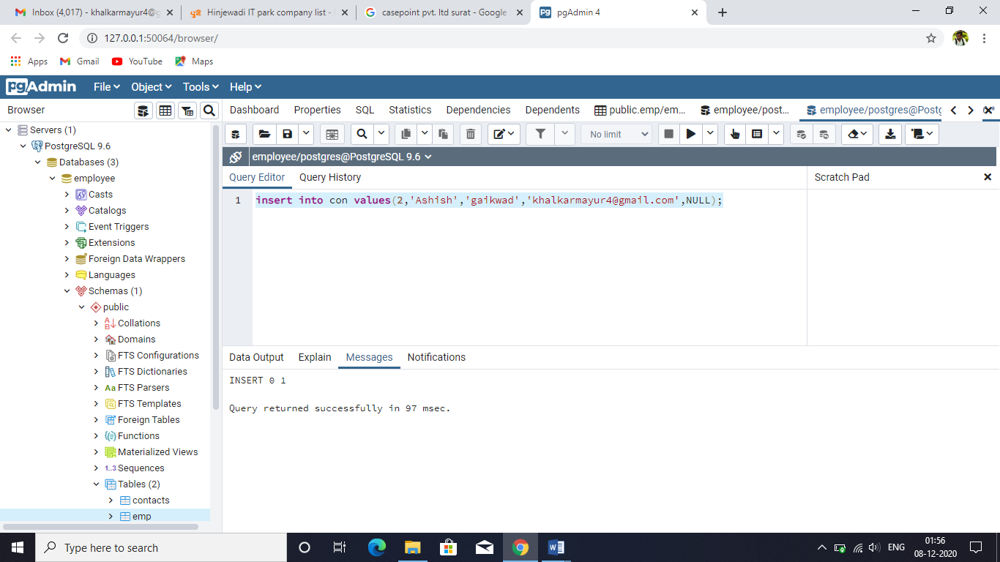 Inbox (4,017) - khalkarmayur4@g
Hinjewadi IT park company list -
casepoint pvt. ltd surat - Google
pgAdmin 4
127.0.0.1:50064/browser/
Apps
Gmail
YouTube
Maps
pgAdmin
File
Object
Tools
Help
Browser
Dashboard
Properties
SQL
Statistics
Dependencies
Dependents
public.emp/em...
employee/post...
employee/postgres@Postg
Servers (1)
PostgreSQL 9.6
Databases (3)
employee
Casts
Catalogs
Event Triggers
Extensions
Foreign Data Wrappers
Languages
Schemas (1)
public
Collations
Domains
FTS Configurations
FTS Dictionaries
Aa FTS Parsers
FTS Templates
Foreign Tables
Functions
Materialized Views
1..3 Sequences
Tables (2)
contacts
emp
No limit
employee/postgres@PostgreSQL 9.6
Query Editor
Query History
Scratch Pad
1 insert into con values(2,'Ashish','gaikwad','khalkarmayur4@gmail.com',NULL);
Data Output
Explain
Messages
Notifications
INSERT 0 1
Query returned successfully in 97 msec.
Type here to search
ENG
01:56
08-12-2020